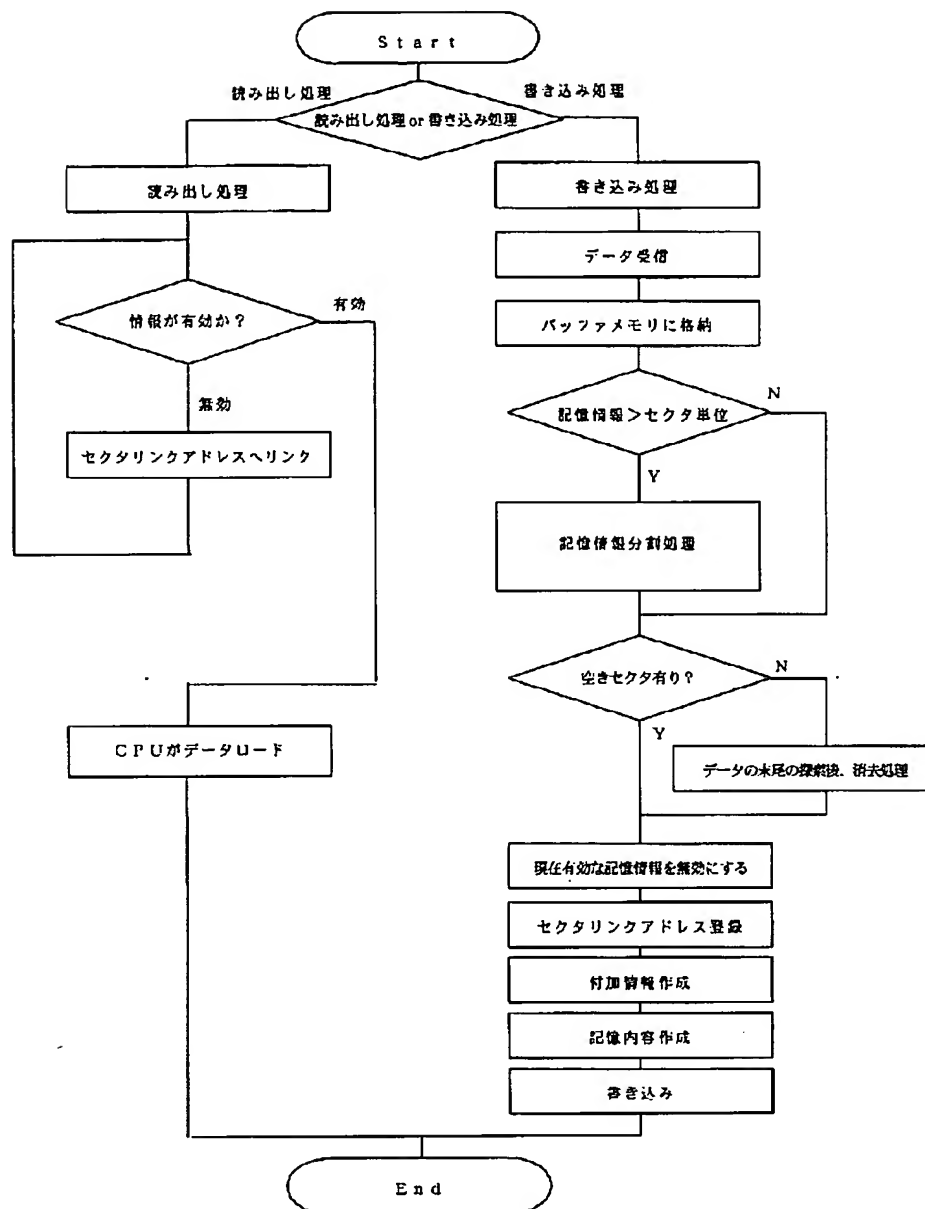 Start
読み出し処理
書き込み処理
読み出し処理or書き込み処理
読み出し処理
情報が有効か？
有効
無効
セクタリンクアドレスへリンク
CPUがデータロード
書き込み処理
データ受信
バッファメモリに格納
記憶情報＞セクタ単位
N
Y
記憶情報分割処理
空きセクタ有り？
N
Y
データの末尾の探索後、消去処理
現在有効な記憶情報を無効にする
セクタリンクアドレス登録
付加情報作成
記憶内容作成
書き込み
End